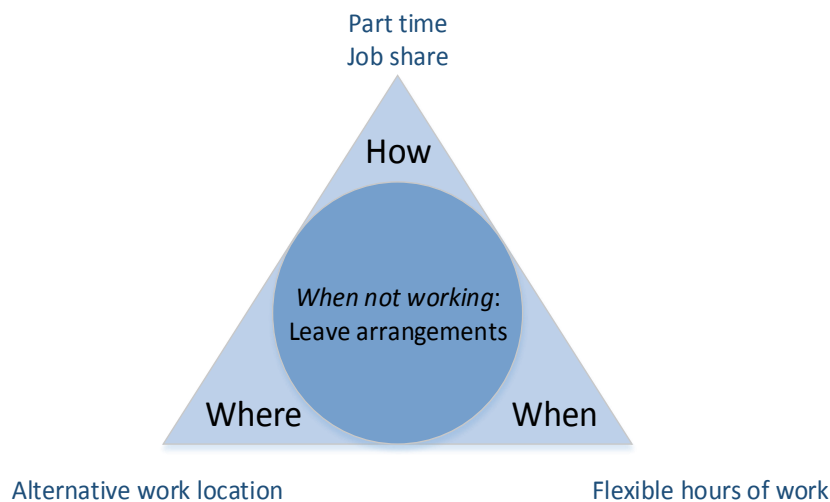 Part time
Job share
How
When not working:
Leave arrangements
Where
When
Alternative work location
Flexible hours of work